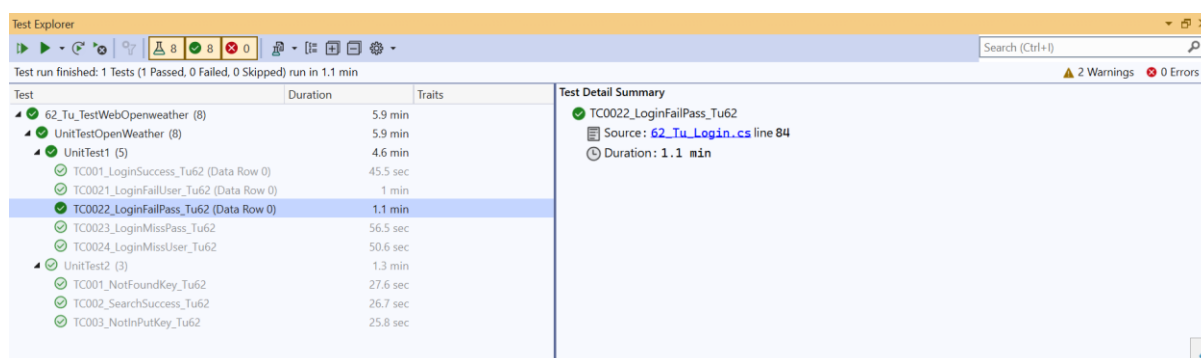 Test Explorer
8 8 0
Search (Ctrl+I)
Test run finished: 1 Tests (1 Passed, 0 Failed, 0 Skipped) run in 1.1 min
2 Warnings 0 Errors
Test Duration Traits
62_Tu_TestWebOpenweather (8) 5.9 min
UnitTestOpenWeather (8) 5.9 min
UnitTest1 (5) 4.6 min
TC001_LoginSuccess_Tu62 (Data Row 0) 45.5 sec
TC0021_LoginFailUser_Tu62 (Data Row 0) 1 min
TC0022_LoginFailPass_Tu62 (Data Row 0) 1.1 min
TC0023_LoginMissPass_Tu62 56.5 sec
TC0024_LoginMissUser_Tu62 50.6 sec
UnitTest2 (3) 1.3 min
TC001_NotFoundKey_Tu62 27.6 sec
TC002_SearchSuccess_Tu62 26.7 sec
TC003_NotInPutKey_Tu62 25.8 sec
Test Detail Summary
TC0022_LoginFailPass_Tu62
Source: 62_Tu_Login.cs line 84
Duration: 1.1 min